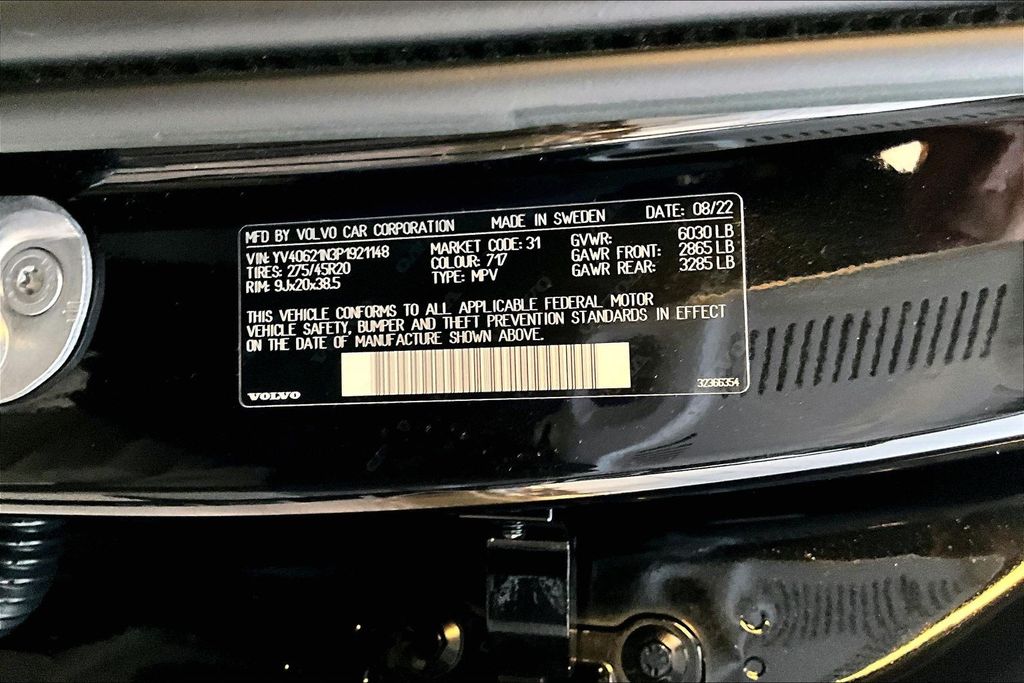 MFD BY VOLVO CAR CORPORATION MADE IN SWEDEN DATE: 08/22
VIN: YV40621N3P1921148 MARKET CODE: 31 GVWR: 6030 LB
TIRES: 275/45R20 COLOUR: 717 GAWR FRONT: 2865 LB
RIM: 9Jx20x38.5 TYPE: MPV GAWR REAR: 3285 LB
THIS VEHICLE CONFORMS TO ALL APPLICABLE FEDERAL MOTOR
VEHICLE SAFETY, BUMPER AND THEFT PREVENTION STANDARDS IN EFFECT
ON THE DATE OF MANUFACTURE SHOWN ABOVE.
VOLVO 32366354